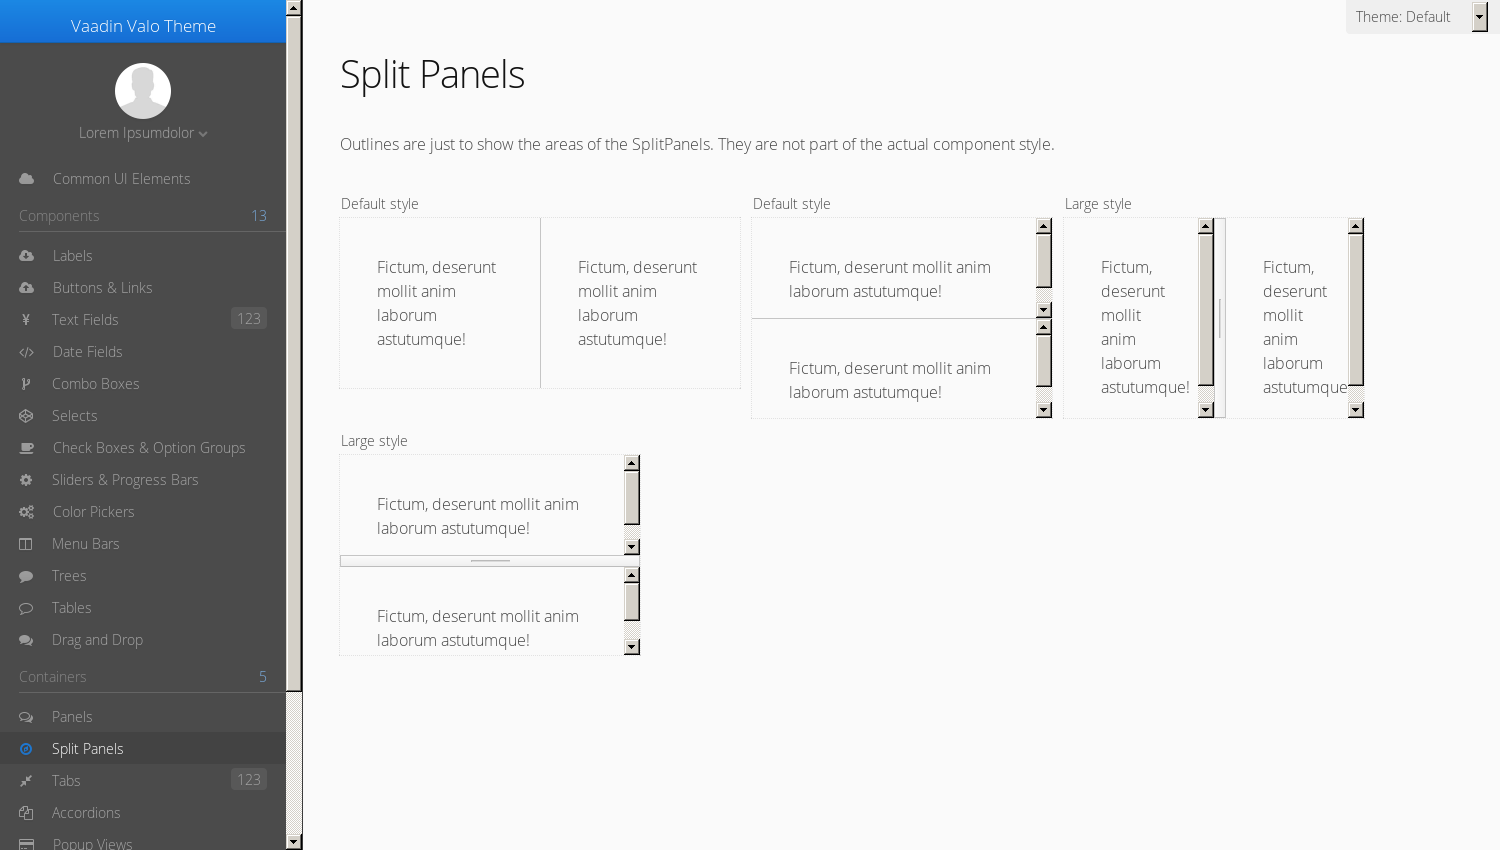 Vaadin Valo Theme
Lorem Ipsumdolor
Common UI Elements
Components 13
Labels
Buttons & Links
Text Fields 123
Date Fields
Combo Boxes
Selects
Check Boxes & Option Groups
Sliders & Progress Bars
Color Pickers
Menu Bars
Trees
Tables
Drag and Drop
Containers 5
Panels
Split Panels
Tabs 123
Accordions
Popup Views
Theme: Default
Split Panels
Outlines are just to show the areas of the SplitPanels. They are not part of the actual component style.
Default style
Fictum, deserunt
mollit anim
laborum
astutumque!
Fictum, deserunt
mollit anim
laborum
astutumque!
Default style
Fictum, deserunt mollit anim
laborum astutumque!
Fictum, deserunt mollit anim
laborum astutumque!
Large style
Fictum,
deserunt
mollit
anim
laborum
astutumque!
Fictum,
deserunt
mollit
anim
laborum
astutumque
Large style
Fictum, deserunt mollit anim
laborum astutumque!
Fictum, deserunt mollit anim
laborum astutumque!